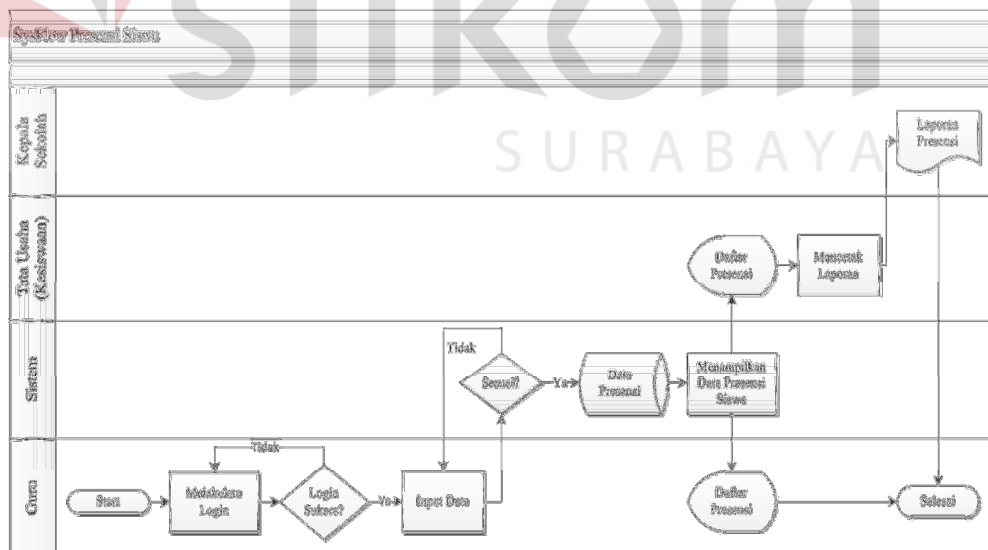 Sysflow Presensi Siswa
stikom
SURABAYA
Kepala
Sekolah
Laporan
Presensi
Tata Usaha
(Kesiswaan)
Daftar
Presensi
Mencetak
Laporan
Sistem
Tidak
Sesuai?
Ya
Data
Presensi
Menampilkan
Data Presensi
Siswa
Guru
Start
Melakukan
Login
Tidak
Login
Sukses?
Ya
Input Data
Daftar
Presensi
Selesai